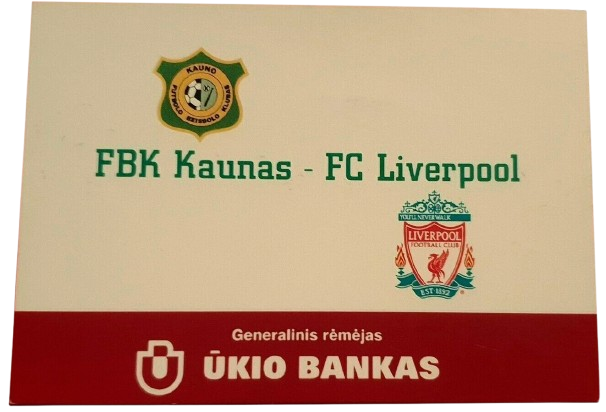 KAUNO
FUTBOLO BEISBOLO KLUBAS
FBK Kaunas - FC Liverpool
YOU'LL NEVER WALK
LIVERPOOL
FOOTBALL CLUB
EST·1892
Generalinis rėmėjas
ŪKIO BANKAS